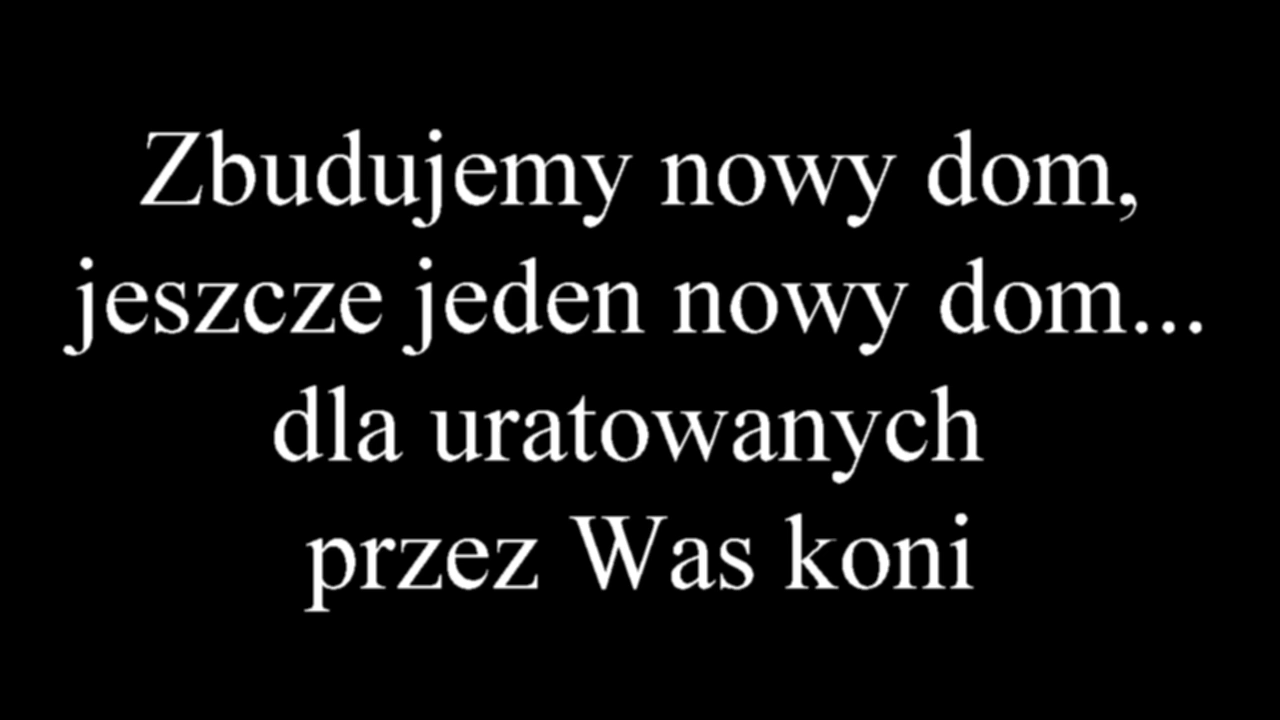 Zbudujemy nowy dom,
jeszcze jeden nowy dom...
dla uratowanych
przez Was koni